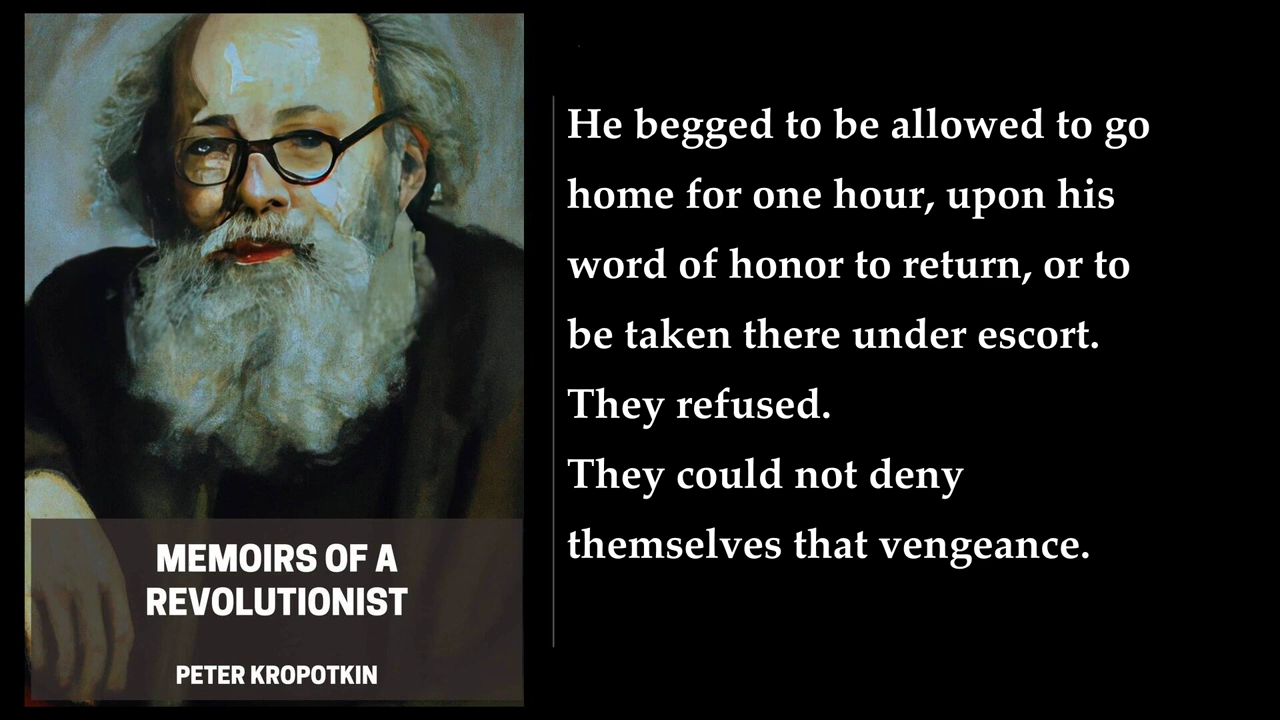 MEMOIRS OF A
REVOLUTIONIST
PETER KROPOTKIN
He begged to be allowed to go
home for one hour, upon his
word of honor to return, or to
be taken there under escort.
They refused.
They could not deny
themselves that vengeance.